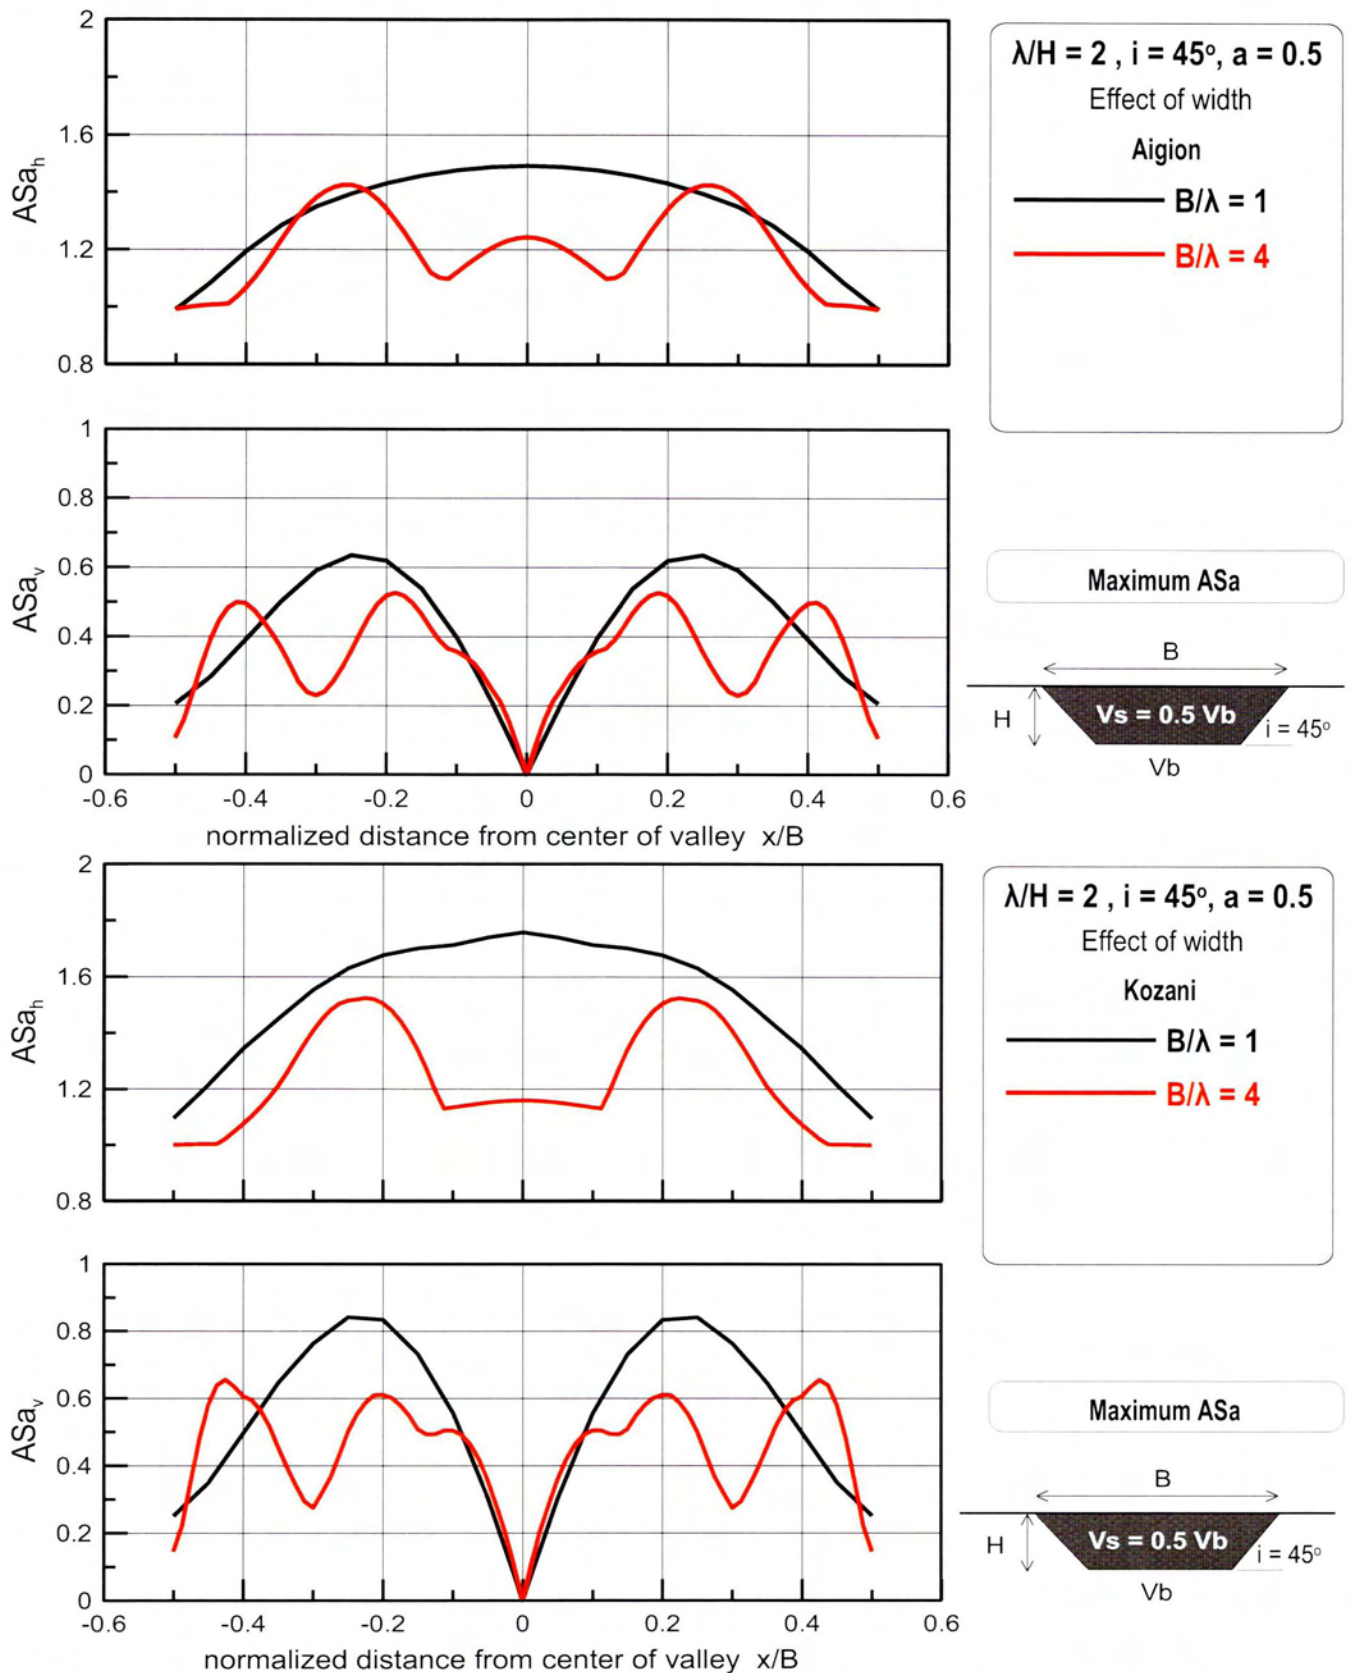 2
1.6
1.2
0.8
ASa_h
λ/H = 2 , i = 45°, a = 0.5
Effect of width
Aigion
B/λ = 1
B/λ = 4
1
0.8
0.6
0.4
0.2
0
ASa_v
-0.6 -0.4 -0.2 0 0.2 0.4 0.6
normalized distance from center of valley x/B
Maximum ASa
B
H
Vs = 0.5 Vb
i = 45°
Vb
2
1.6
1.2
0.8
ASa_h
λ/H = 2 , i = 45°, a = 0.5
Effect of width
Kozani
B/λ = 1
B/λ = 4
1
0.8
0.6
0.4
0.2
0
ASa_v
-0.6 -0.4 -0.2 0 0.2 0.4 0.6
normalized distance from center of valley x/B
Maximum ASa
B
H
Vs = 0.5 Vb
i = 45°
Vb